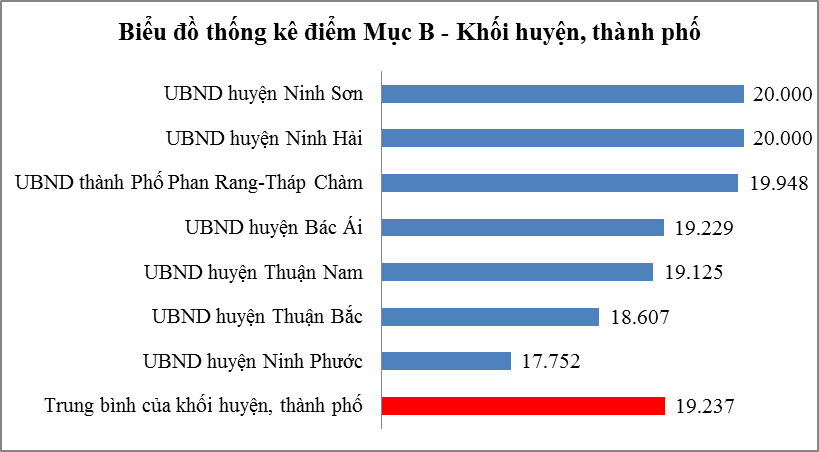 Biểu đồ thống kê điểm Mục B - Khối huyện, thành phố
UBND huyện Ninh Sơn 20.000
UBND huyện Ninh Hải 20.000
UBND thành Phố Phan Rang-Tháp Chàm 19.948
UBND huyện Bác Ái 19.229
UBND huyện Thuận Nam 19.125
UBND huyện Thuận Bắc 18.607
UBND huyện Ninh Phước 17.752
Trung bình của khối huyện, thành phố 19.237